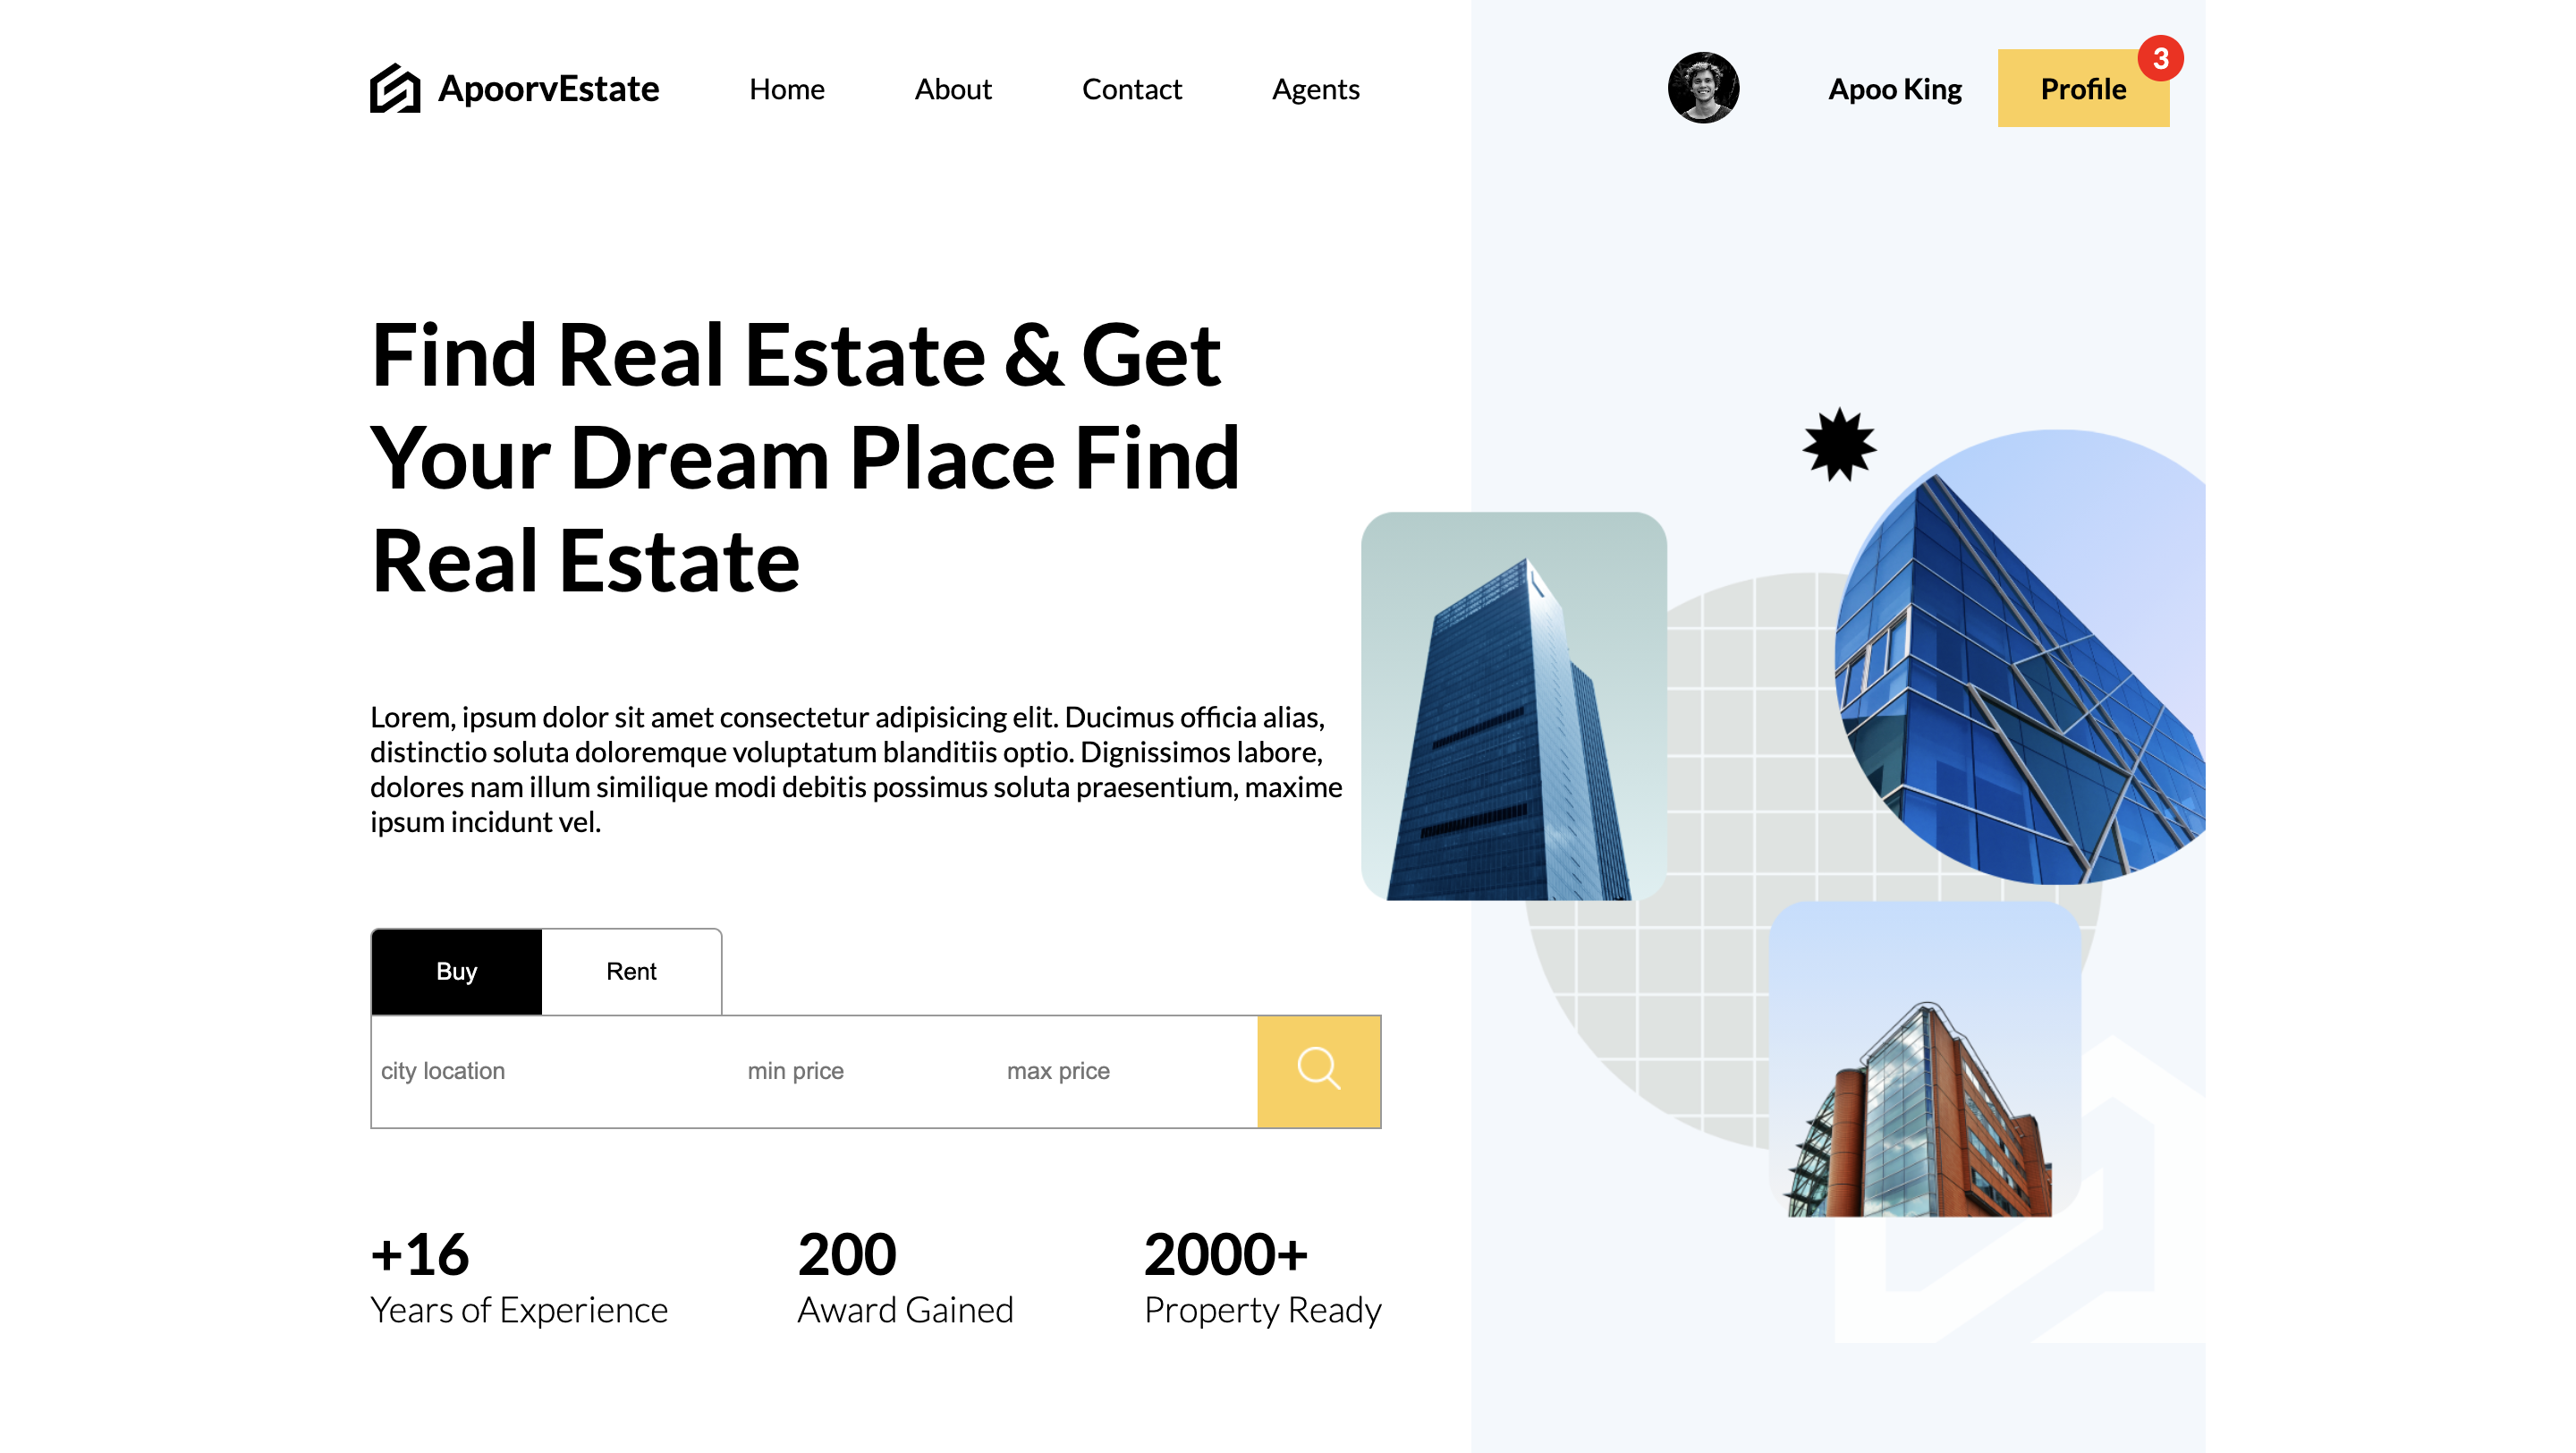 ApoorvEstate
Home
About
Contact
Agents
Apoo King
Profile
3
Find Real Estate & Get
Your Dream Place Find
Real Estate
Lorem, ipsum dolor sit amet consectetur adipisicing elit. Ducimus officia alias,
distinctio soluta doloremque voluptatum blanditiis optio. Dignissimos labore,
dolores nam illum similique modi debitis possimus soluta praesentium, maxime
ipsum incidunt vel.
Buy
Rent
city location
min price
max price
+16
Years of Experience
200
Award Gained
2000+
Property Ready